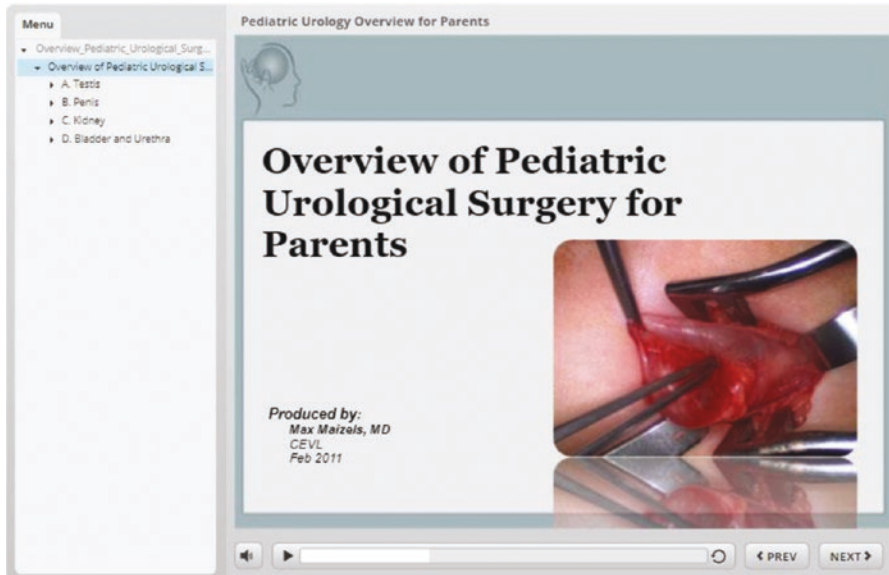 Menu
Overview_Pediatric_Urological_Surg...
Overview of Pediatric Urological S...
A. Testis
B. Penis
C. Kidney
D. Bladder and Urethra
Pediatric Urology Overview for Parents
Overview of Pediatric
Urological Surgery for
Parents
Produced by:
Max Maizels, MD
CEVL
Feb 2011
PREV
NEXT